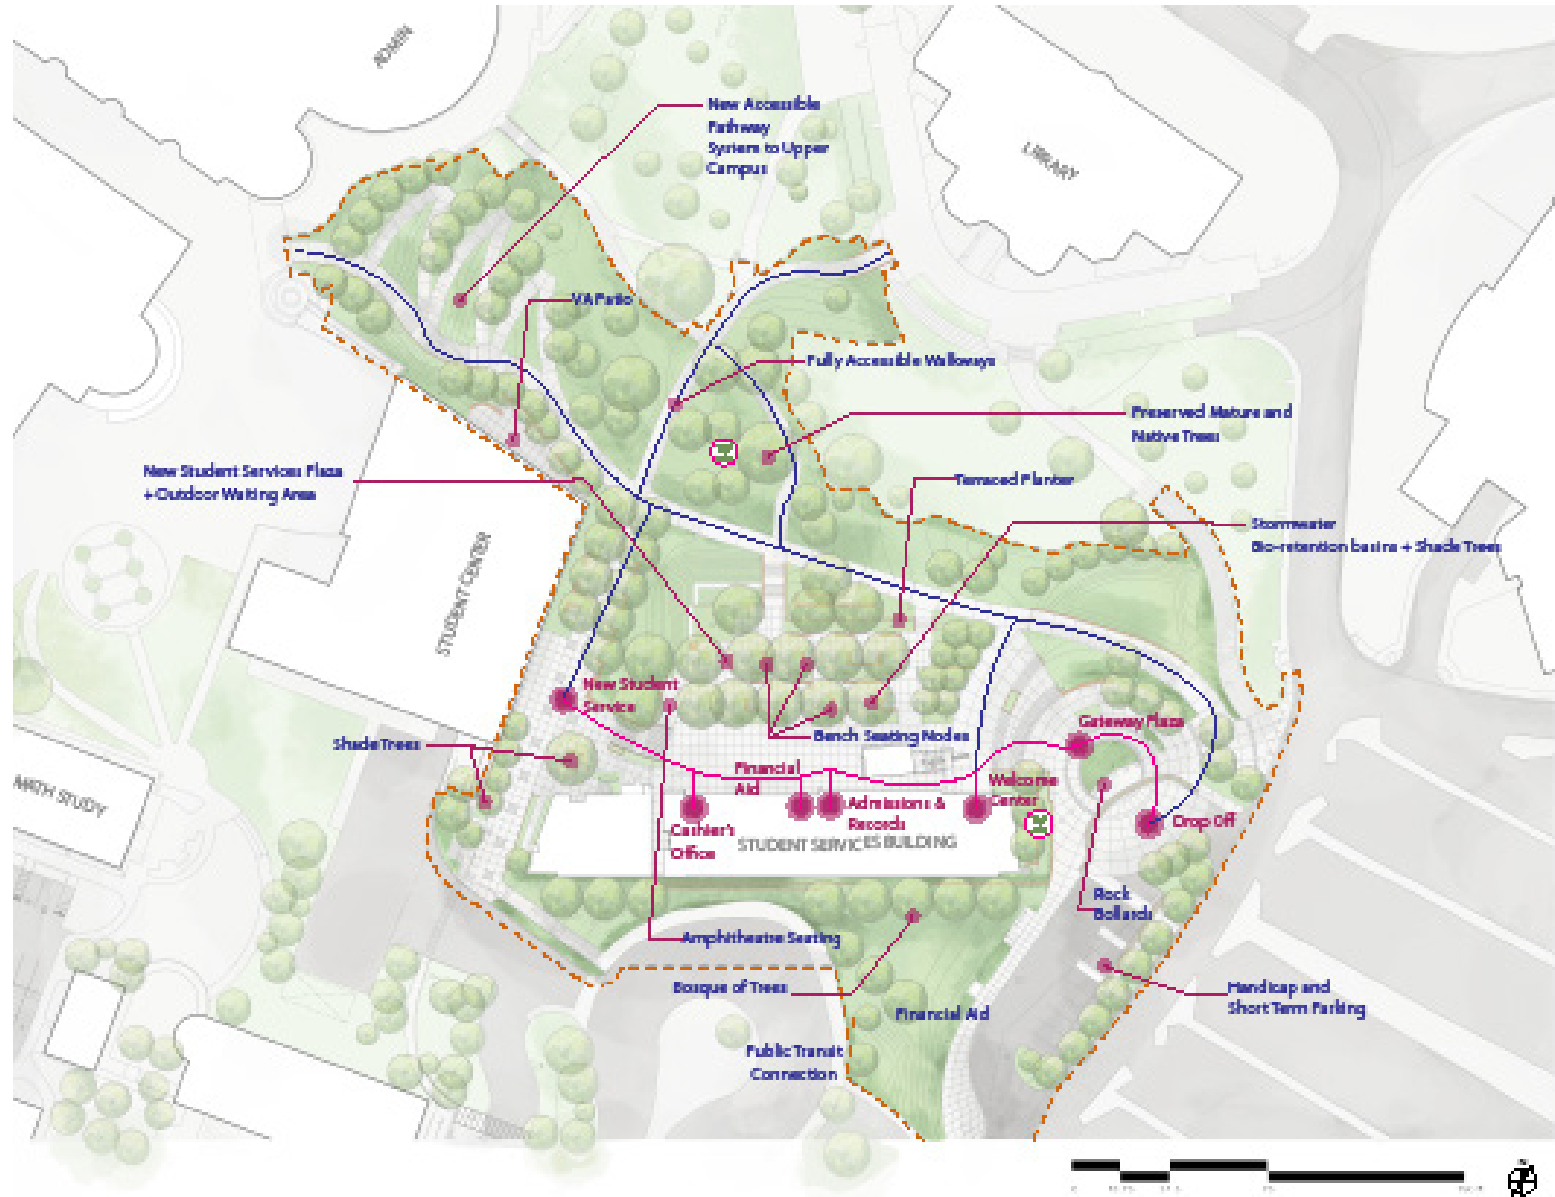 ADMIN
New Accessible
Pathway
System to Upper
Campus
LIBRARY
VA Patio
Fully Accessible Walkways
Preserved Mature and
Native Trees
New Student Services Plaza
+ Outdoor Waiting Area
Terraced Planter
Stormwater
Bio-retention basins + Shade Trees
STUDENT CENTER
New Student
Service
Gateway Plaza
Shade Trees
Bench Seating Nodes
Financial
Aid
Welcome
Center
MATH STUDY
Admissions &
Records
Drop Off
Cashier's
Office
STUDENT SERVICES BUILDING
Rock
Bollards
Amphitheatre Seating
Bosque of Trees
Handicap and
Short Term Parking
Financial Aid
Public Transit
Connection